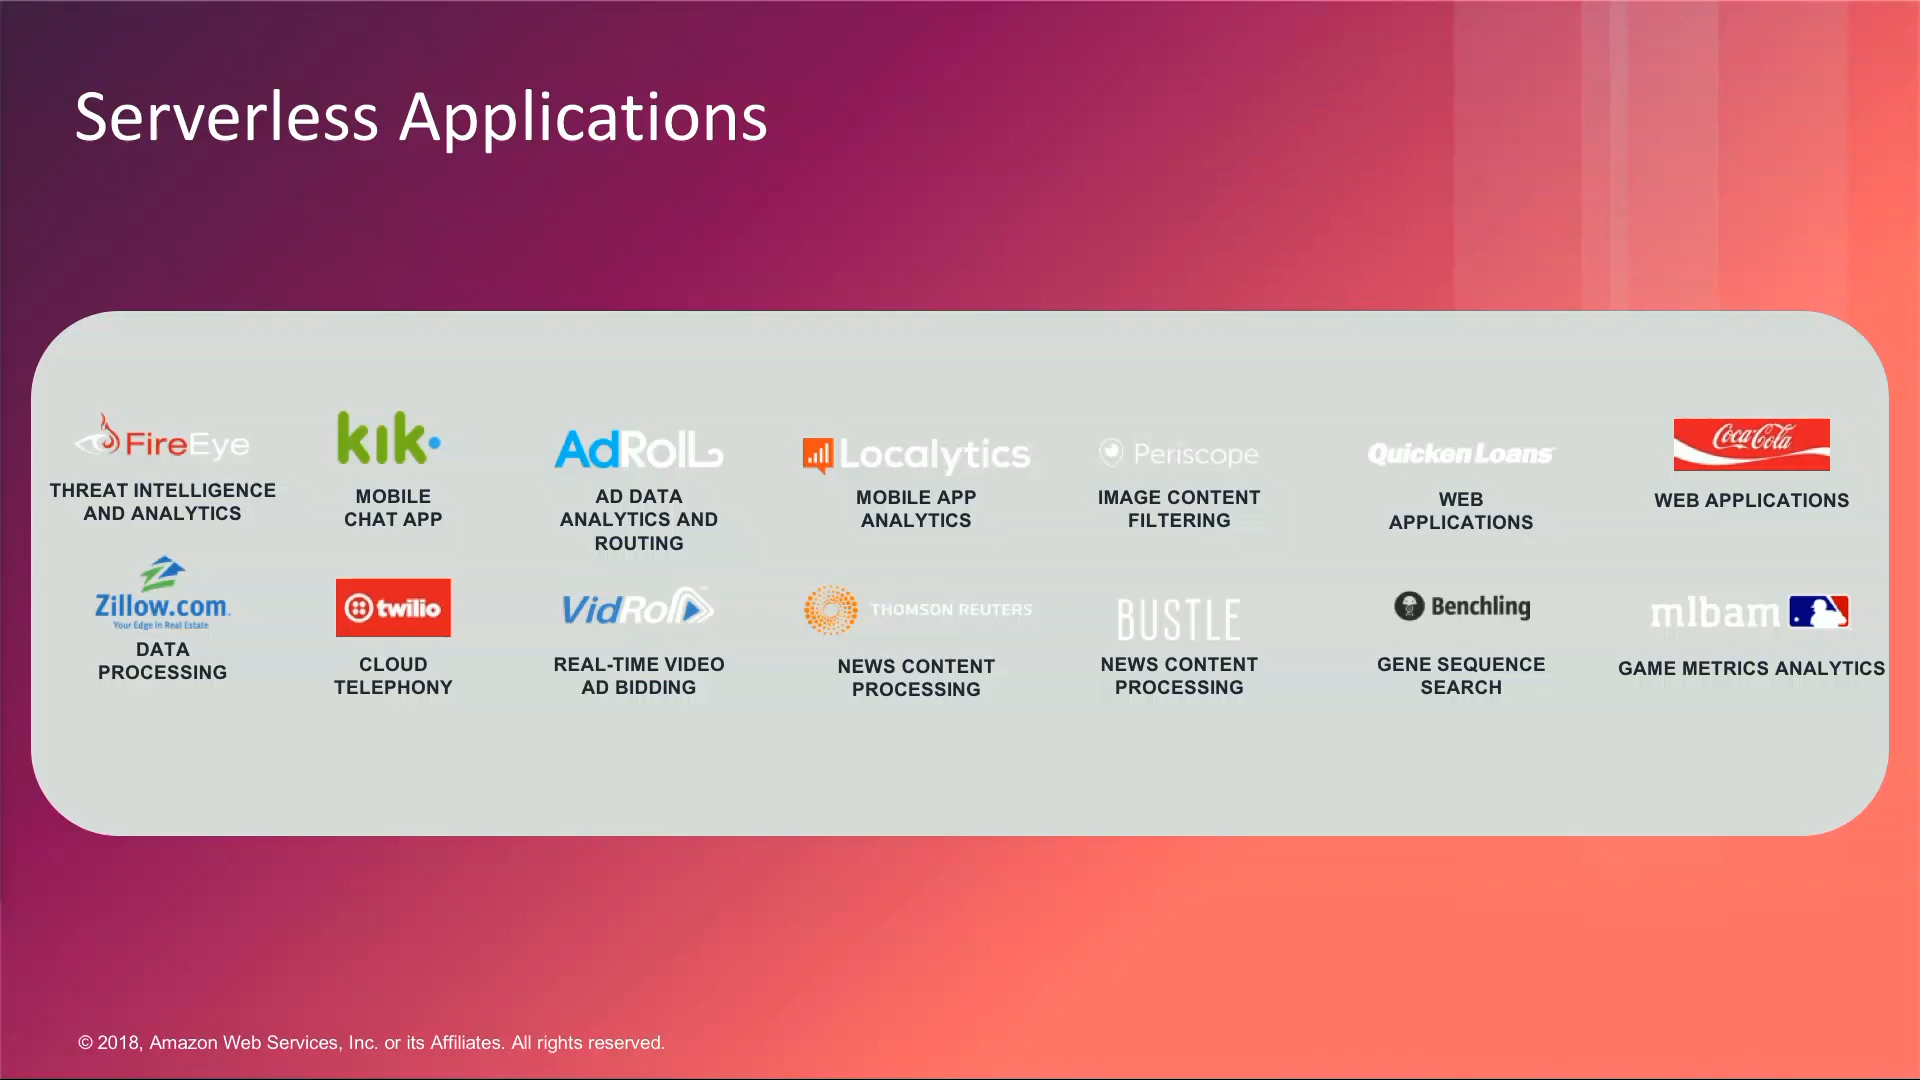 Serverless Applications
FireEye
THREAT INTELLIGENCE
AND ANALYTICS
kik
MOBILE
CHAT APP
AdRoll
AD DATA
ANALYTICS AND
ROUTING
Localytics
MOBILE APP
ANALYTICS
Periscope
IMAGE CONTENT
FILTERING
Quicken Loans
WEB
APPLICATIONS
Coca-Cola
WEB APPLICATIONS
Zillow.com
Your Edge in Real Estate
DATA
PROCESSING
twilio
CLOUD
TELEPHONY
VidRoll
REAL-TIME VIDEO
AD BIDDING
THOMSON REUTERS
NEWS CONTENT
PROCESSING
BUSTLE
NEWS CONTENT
PROCESSING
Benchling
GENE SEQUENCE
SEARCH
mlbam
GAME METRICS ANALYTICS
© 2018, Amazon Web Services, Inc. or its Affiliates. All rights reserved.